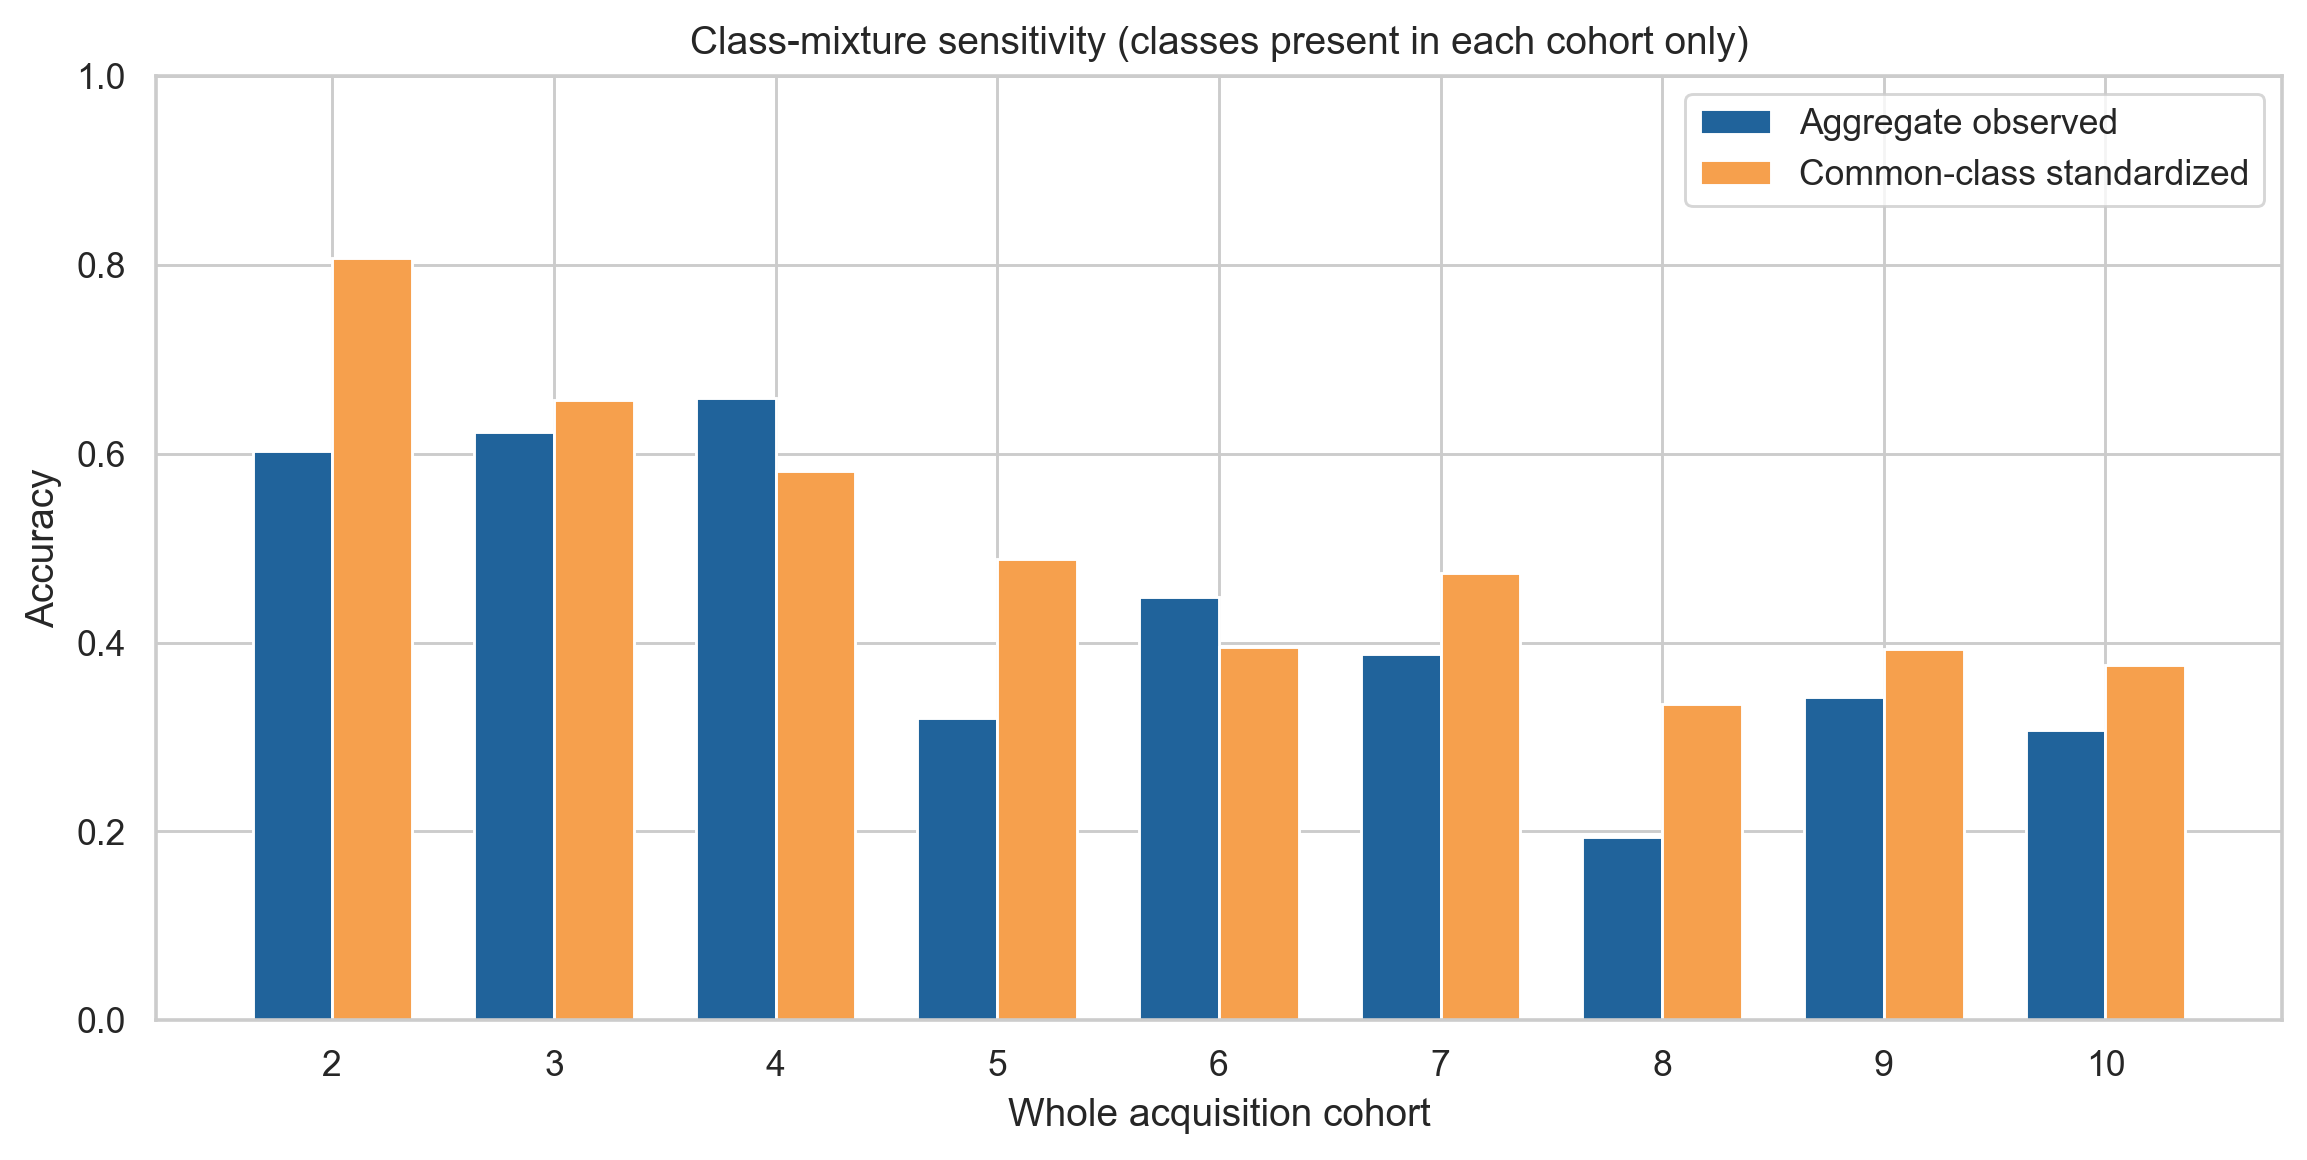 Class-mixture sensitivity (classes present in each cohort only)
1.0
Aggregate observed
Common-class standardized
0.8
0.6
0.4
0.2
0.0
Accuracy
2 3 4 5 6 7 8 9 10
Whole acquisition cohort